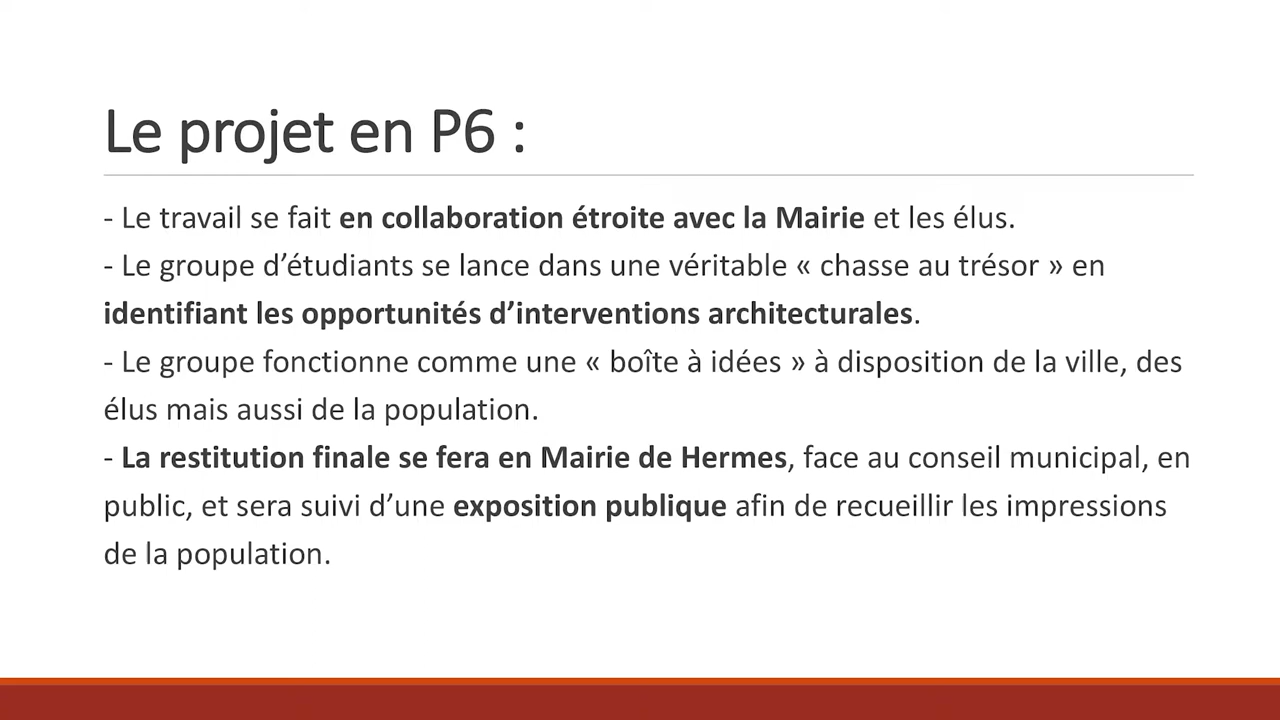 Le projet en P6 :
- Le travail se fait en collaboration étroite avec la Mairie et les élus.
- Le groupe d’étudiants se lance dans une véritable « chasse au trésor » en
identifiant les opportunités d’interventions architecturales.
- Le groupe fonctionne comme une « boîte à idées » à disposition de la ville, des
élus mais aussi de la population.
- La restitution finale se fera en Mairie de Hermes, face au conseil municipal, en
public, et sera suivi d’une exposition publique afin de recueillir les impressions
de la population.